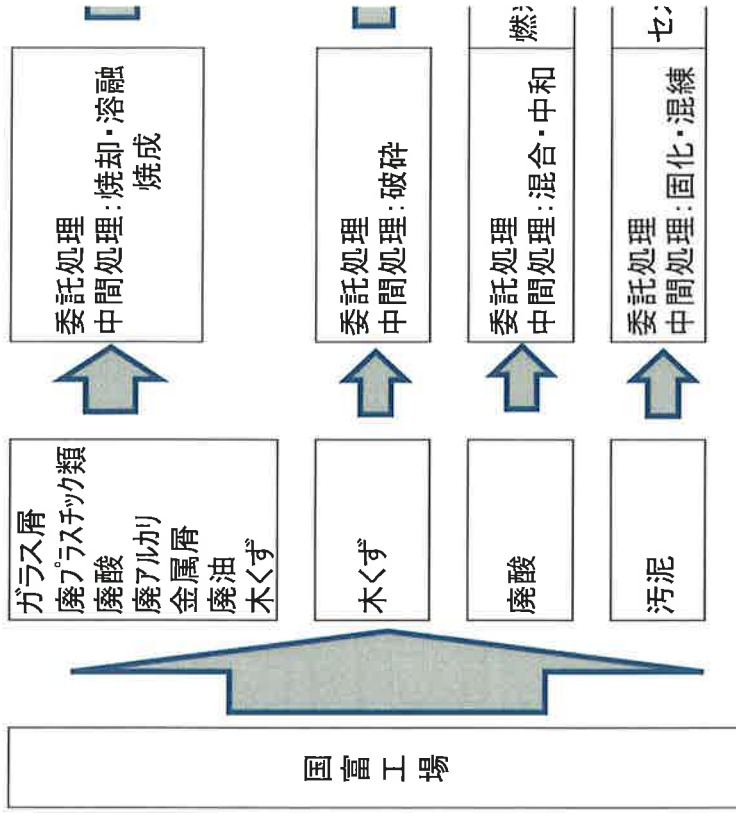 国富工場
ガラス屑
廃プラスチック類
廃酸
廃アルカリ
金属屑
廃油
木くず
委託処理
中間処理:焼却・溶融
焼成
木くず
委託処理
中間処理:破砕
廃酸
委託処理
中間処理:混合・中和
燃
汚泥
委託処理
中間処理:固化・混練
セ